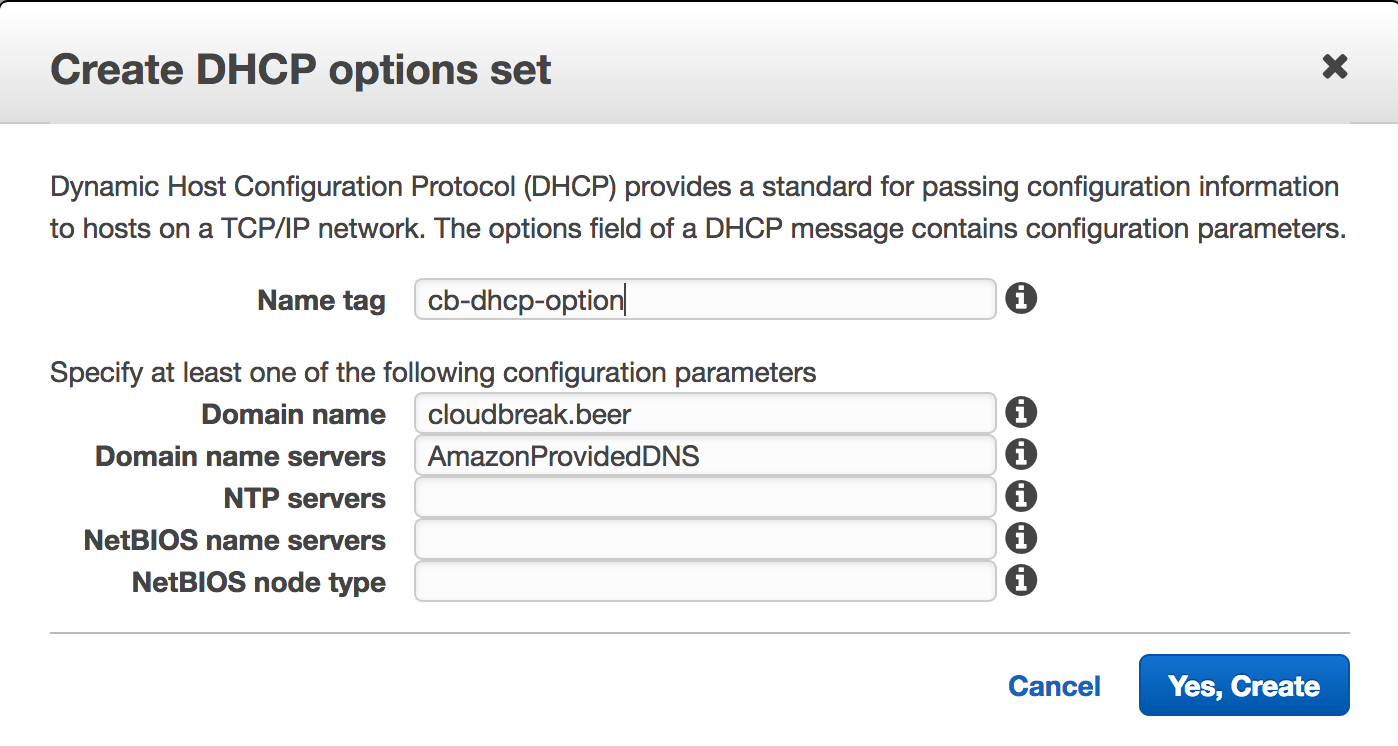 Create DHCP options set
Dynamic Host Configuration Protocol (DHCP) provides a standard for passing configuration information
to hosts on a TCP/IP network. The options field of a DHCP message contains configuration parameters.
Name tag cb-dhcp-option
Specify at least one of the following configuration parameters
Domain name cloudbreak.beer
Domain name servers AmazonProvidedDNS
NTP servers
NetBIOS name servers
NetBIOS node type
Cancel Yes, Create